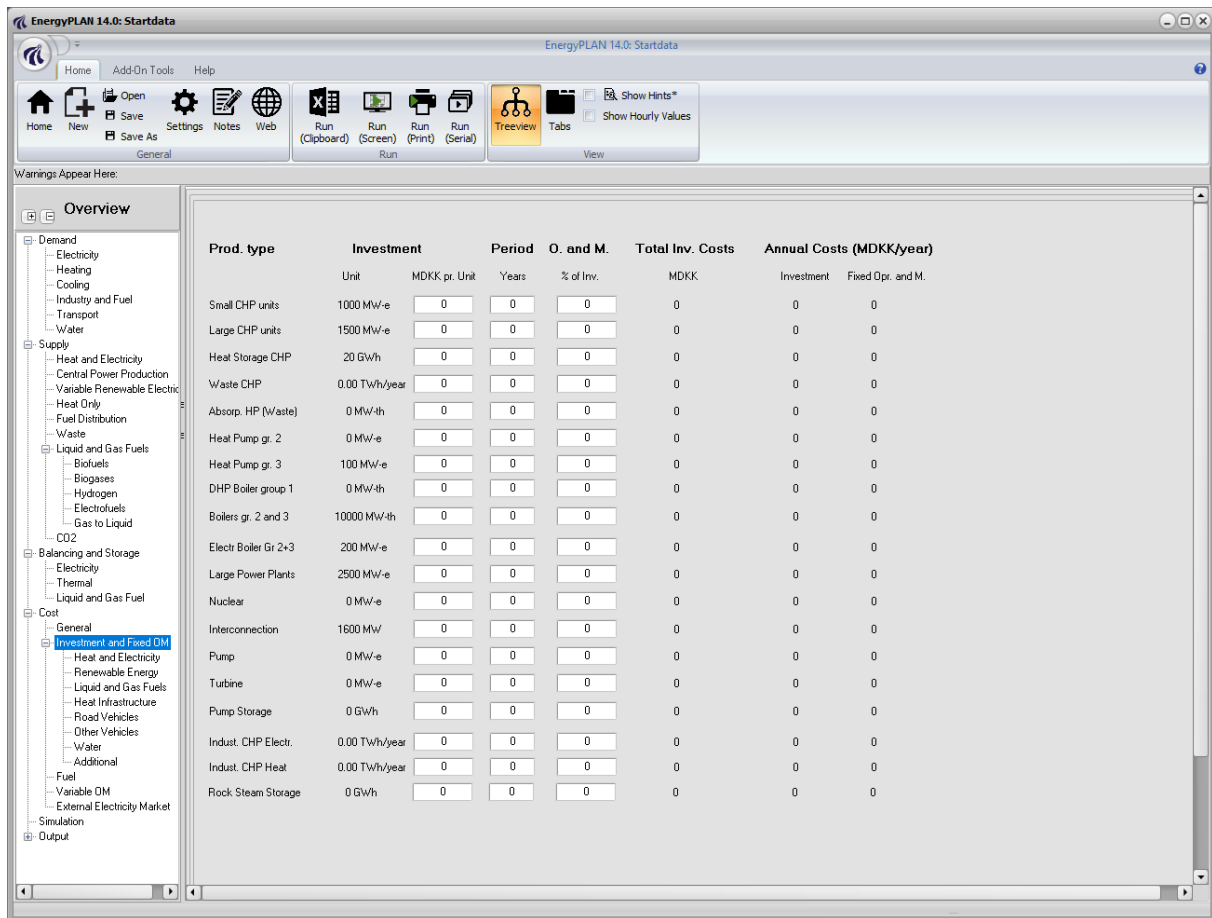 EnergyPLAN 14.0: Startdata
EnergyPLAN 14.0: Startdata
Home Add-On Tools Help
Home
New
Open
Save
Save As
Settings
Notes
Web
General
Run (Clipboard)
Run (Screen)
Run (Print)
Run (Serial)
Run
Treeview
Tabs
Show Hints*
Show Hourly Values
View
Warnings Appear Here:
Overview
Demand
Electricity
Heating
Cooling
Industry and Fuel
Transport
Water
Supply
Heat and Electricity
Central Power Production
Variable Renewable Electric
Heat Only
Fuel Distribution
Waste
Liquid and Gas Fuels
Biofuels
Biogases
Hydrogen
Electrofuels
Gas to Liquid
CO2
Balancing and Storage
Electricity
Thermal
Liquid and Gas Fuel
Cost
General
Investment and Fixed OM
Heat and Electricity
Renewable Energy
Liquid and Gas Fuels
Heat Infrastructure
Road Vehicles
Other Vehicles
Water
Additional
Fuel
Variable OM
External Electricity Market
Simulation
Output
Prod. type Investment Period O. and M. Total Inv. Costs Annual Costs (MDKK/year)
Unit MDKK pr. Unit Years % of Inv. MDKK Investment Fixed Opr. and M.
Small CHP units 1000 MW-e 0 0 0 0 0 0
Large CHP units 1500 MW-e 0 0 0 0 0 0
Heat Storage CHP 20 GWh 0 0 0 0 0 0
Waste CHP 0.00 TWh/year 0 0 0 0 0 0
Absorp. HP (Waste) 0 MW-th 0 0 0 0 0 0
Heat Pump gr. 2 0 MW-e 0 0 0 0 0 0
Heat Pump gr. 3 100 MW-e 0 0 0 0 0 0
DHP Boiler group 1 0 MW-th 0 0 0 0 0 0
Boilers gr. 2 and 3 10000 MW-th 0 0 0 0 0 0
Electr Boiler Gr 2+3 200 MW-e 0 0 0 0 0 0
Large Power Plants 2500 MW-e 0 0 0 0 0 0
Nuclear 0 MW-e 0 0 0 0 0 0
Interconnection 1600 MW 0 0 0 0 0 0
Pump 0 MW-e 0 0 0 0 0 0
Turbine 0 MW-e 0 0 0 0 0 0
Pump Storage 0 GWh 0 0 0 0 0 0
Indust. CHP Electr. 0.00 TWh/year 0 0 0 0 0 0
Indust. CHP Heat 0.00 TWh/year 0 0 0 0 0 0
Rock Steam Storage 0 GWh 0 0 0 0 0 0